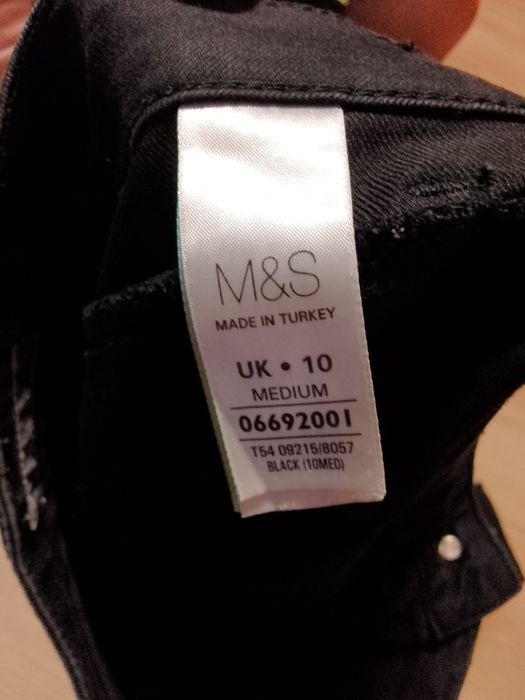 M&S
MADE IN TURKEY
UK • 10
MEDIUM
06692001
T54 09215/8057
BLACK (10MED)